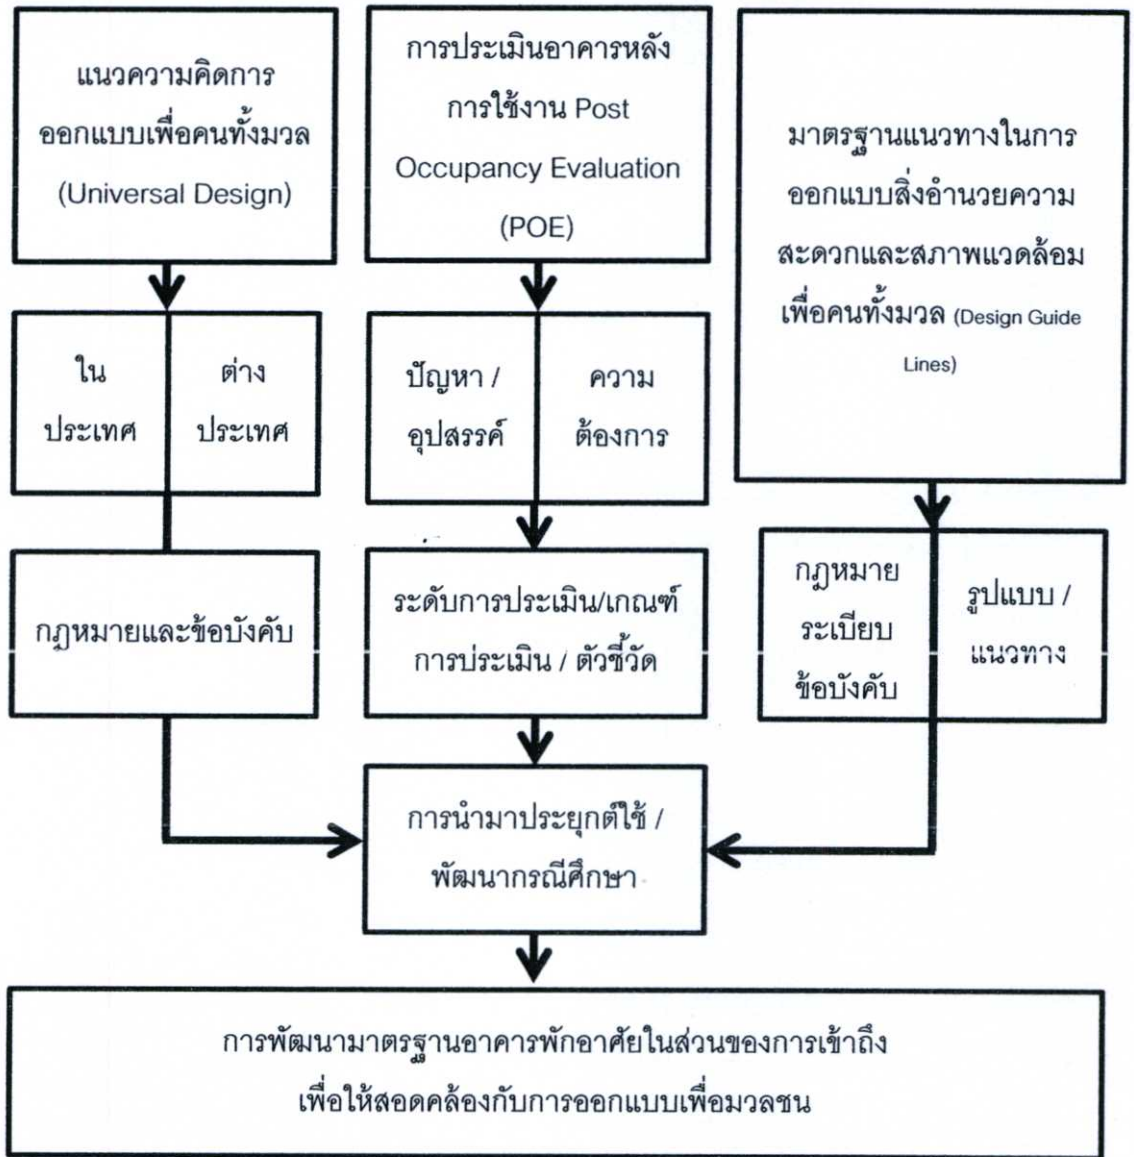 แนวความคิดการ
ออกแบบเพื่อคนทั้งมวล
(Universal Design)
การประเมินอาคารหลัง
การใช้งาน Post
Occupancy Evaluation
(POE)
มาตรฐานแนวทางในการ
ออกแบบสิ่งอำนวยความ
สะดวกและสภาพแวดล้อม
เพื่อคนทั้งมวล (Design Guide
Lines)
ใน
ประเทศ
ต่าง
ประเทศ
ปัญหา /
อุปสรรค์
ความ
ต้องการ
กฎหมายและข้อบังคับ
ระดับการประเมิน/เกณฑ์
การประเมิน / ตัวชี้วัด
กฎหมาย
ระเบียบ
ข้อบังคับ
รูปแบบ /
แนวทาง
การนำมาประยุกต์ใช้ /
พัฒนากรณีศึกษา
การพัฒนามาตรฐานอาคารพักอาศัยในส่วนของการเข้าถึง
เพื่อให้สอดคล้องกับการออกแบบเพื่อมวลชน